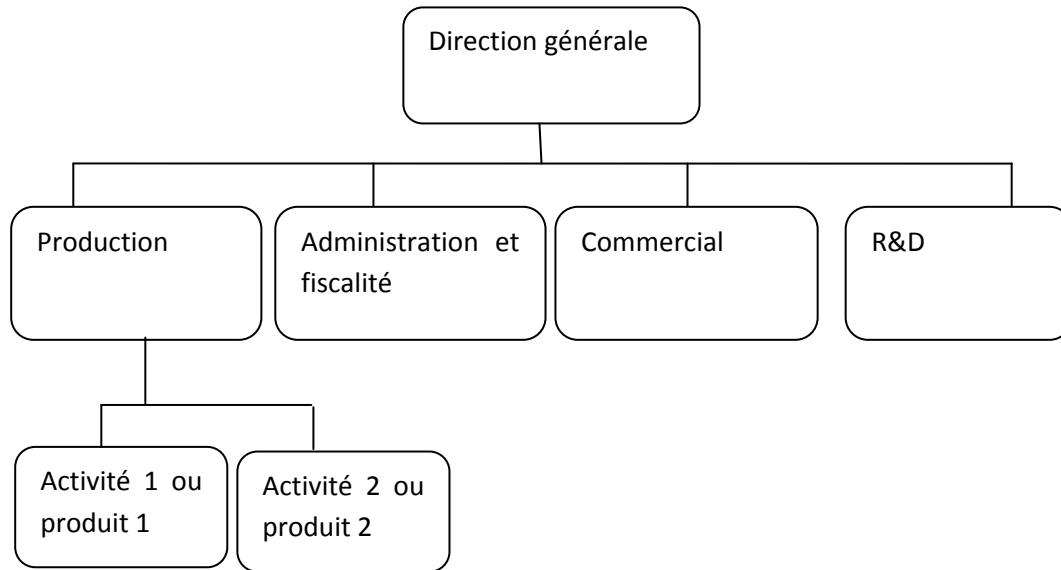 Direction générale
Production
Administration et
fiscalité
Commercial
R&D
Activité 1 ou
produit 1
Activité 2 ou
produit 2